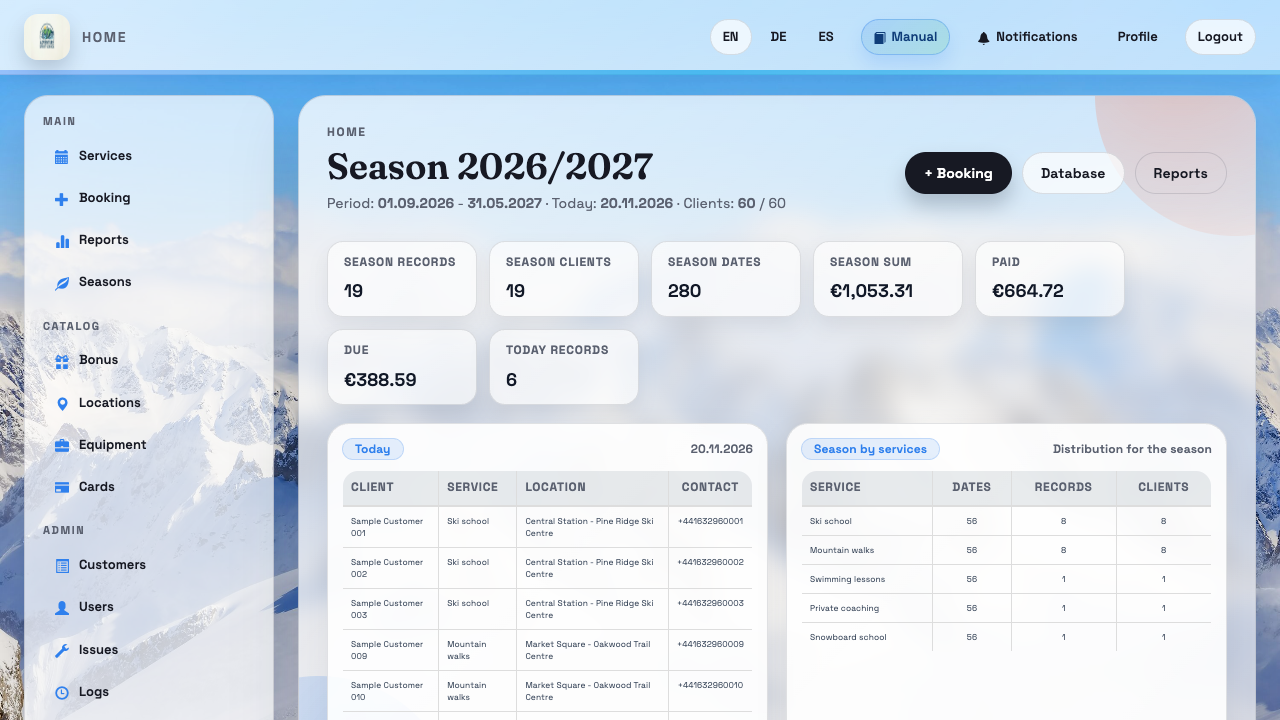 HOME
EN
DE
ES
Manual
Notifications
Profile
Logout
MAIN
Services
Booking
Reports
Seasons
CATALOG
Bonus
Locations
Equipment
Cards
ADMIN
Customers
Users
Issues
Logs
HOME
Season 2026/2027
Period: 01.09.2026 - 31.05.2027 · Today: 20.11.2026 · Clients: 60 / 60
+ Booking
Database
Reports
SEASON RECORDS
19
SEASON CLIENTS
19
SEASON DATES
280
SEASON SUM
€1,053.31
PAID
€664.72
DUE
€388.59
TODAY RECORDS
6
Today
20.11.2026
CLIENT SERVICE LOCATION CONTACT
Sample Customer 001 Ski school Central Station - Pine Ridge Ski Centre +441632960001
Sample Customer 002 Ski school Central Station - Pine Ridge Ski Centre +441632960002
Sample Customer 003 Ski school Central Station - Pine Ridge Ski Centre +441632960003
Sample Customer 009 Mountain walks Market Square - Oakwood Trail Centre +441632960009
Sample Customer 010 Mountain walks Market Square - Oakwood Trail Centre +441632960010
Season by services
Distribution for the season
SERVICE DATES RECORDS CLIENTS
Ski school 56 8 8
Mountain walks 56 8 8
Swimming lessons 56 1 1
Private coaching 56 1 1
Snowboard school 56 1 1